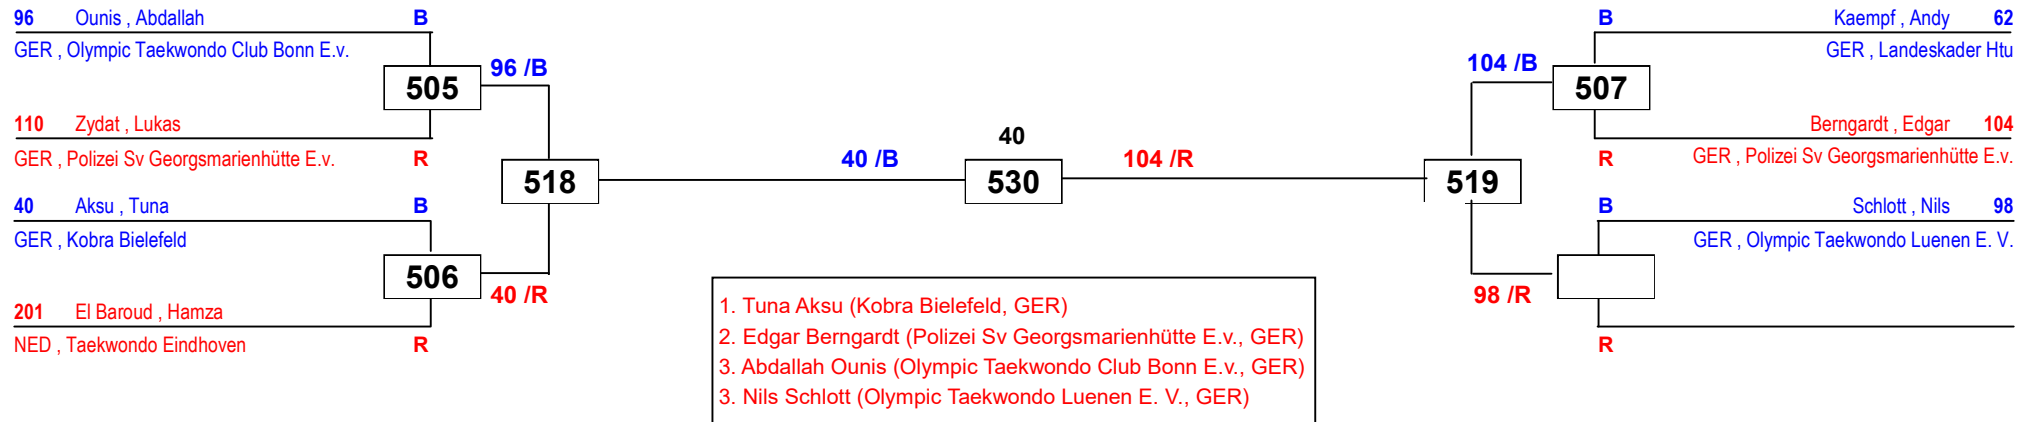 96 Ounis , Abdallah B
GER , Olympic Taekwondo Club Bonn E.v.
505
96 /B
110 Zydat , Lukas
GER , Polizei Sv Georgsmarienhütte E.v. R
518
40 Aksu , Tuna B
GER , Kobra Bielefeld
506
40 /R
201 El Baroud , Hamza
NED , Taekwondo Eindhoven R
40 /B
40
530
104 /R
519
B Kaempf , Andy 62
GER , Landeskader Htu
104 /B
507
Berngardt , Edgar 104
R GER , Polizei Sv Georgsmarienhütte E.v.
B Schlott , Nils 98
GER , Olympic Taekwondo Luenen E. V.
98 /R
R
1. Tuna Aksu (Kobra Bielefeld, GER)
2. Edgar Berngardt (Polizei Sv Georgsmarienhütte E.v., GER)
3. Abdallah Ounis (Olympic Taekwondo Club Bonn E.v., GER)
3. Nils Schlott (Olympic Taekwondo Luenen E. V., GER)